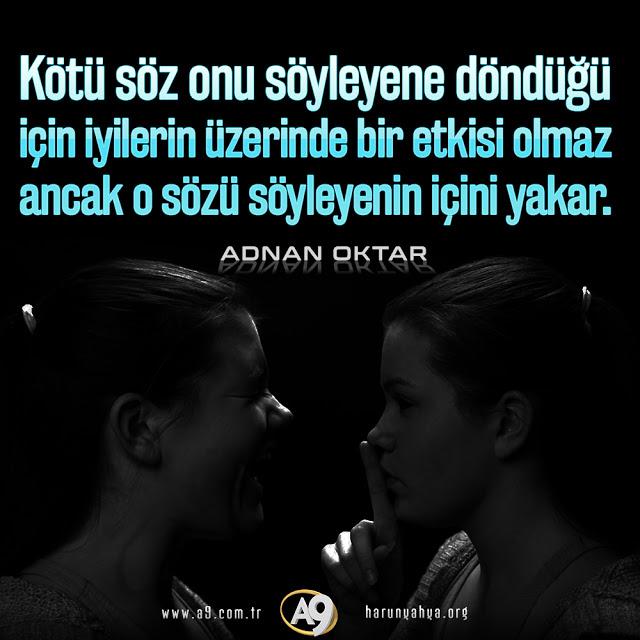 Kötü söz onu söyleyene döndüğü
için iyilerin üzerinde bir etkisi olmaz
ancak o sözü söyleyenin içini yakar.
ADNAN OKTAR
www.a9.com.tr A9 harunyahya.org